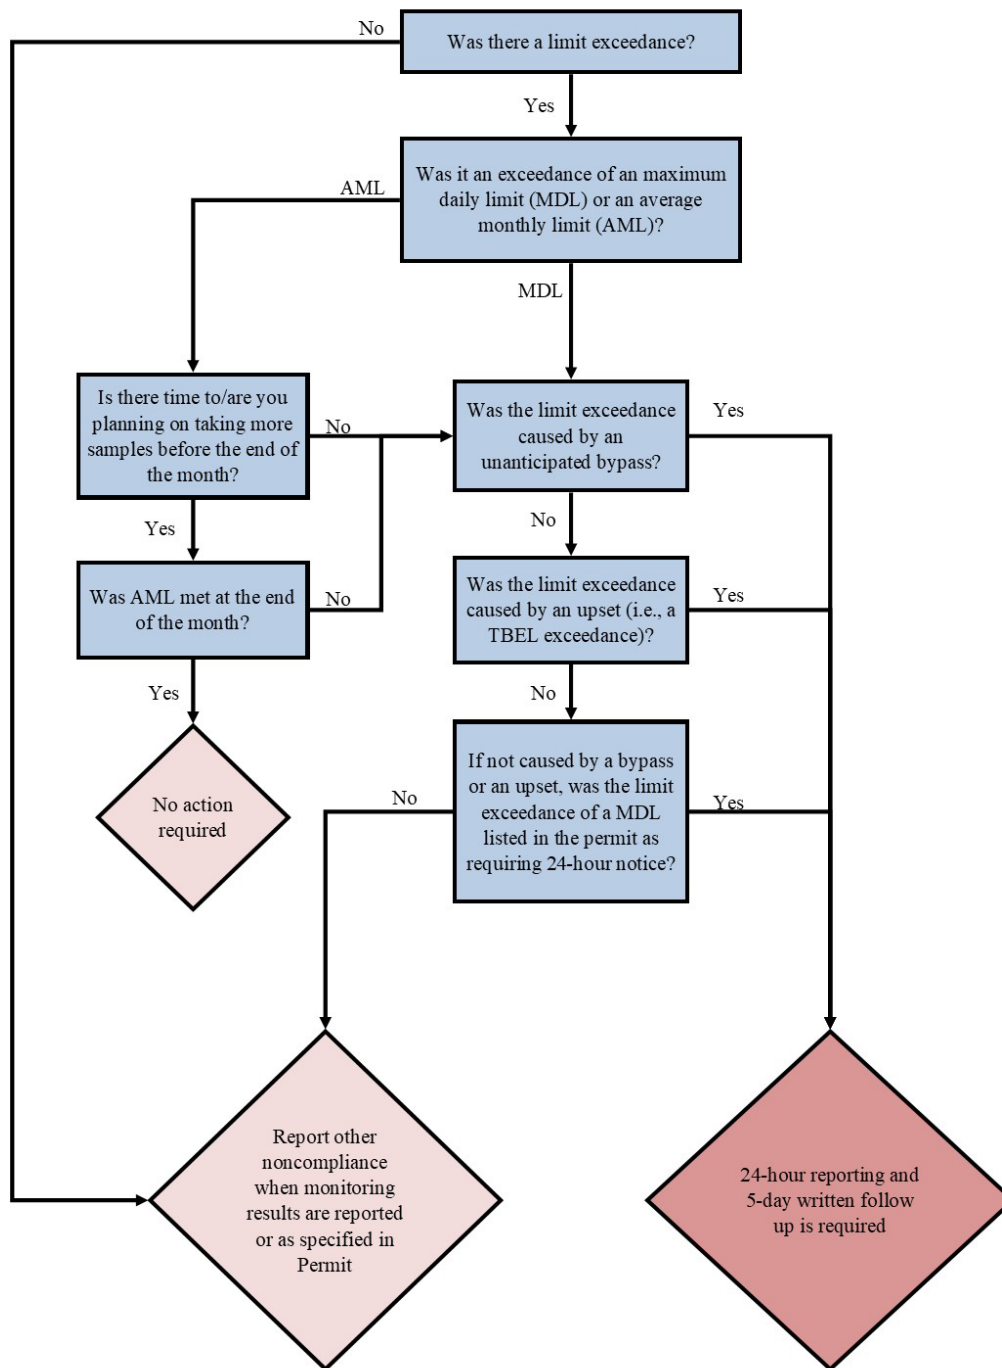 No
Was there a limit exceedance?
Yes
Was it an exceedance of an maximum
daily limit (MDL) or an average
monthly limit (AML)?
AML
MDL
Is there time to/are you
planning on taking more
samples before the end of
the month?
No
Was the limit exceedance
caused by an
unanticipated bypass?
Yes
Yes
No
Was AML met at the end
of the month?
No
Was the limit exceedance
caused by an upset (i.e., a
TBEL exceedance)?
Yes
Yes
No
No action
required
If not caused by a bypass
or an upset, was the limit
exceedance of a MDL
listed in the permit as
requiring 24-hour notice?
No
Yes
Report other
noncompliance
when monitoring
results are reported
or as specified in
Permit
24-hour reporting and
5-day written follow
up is required